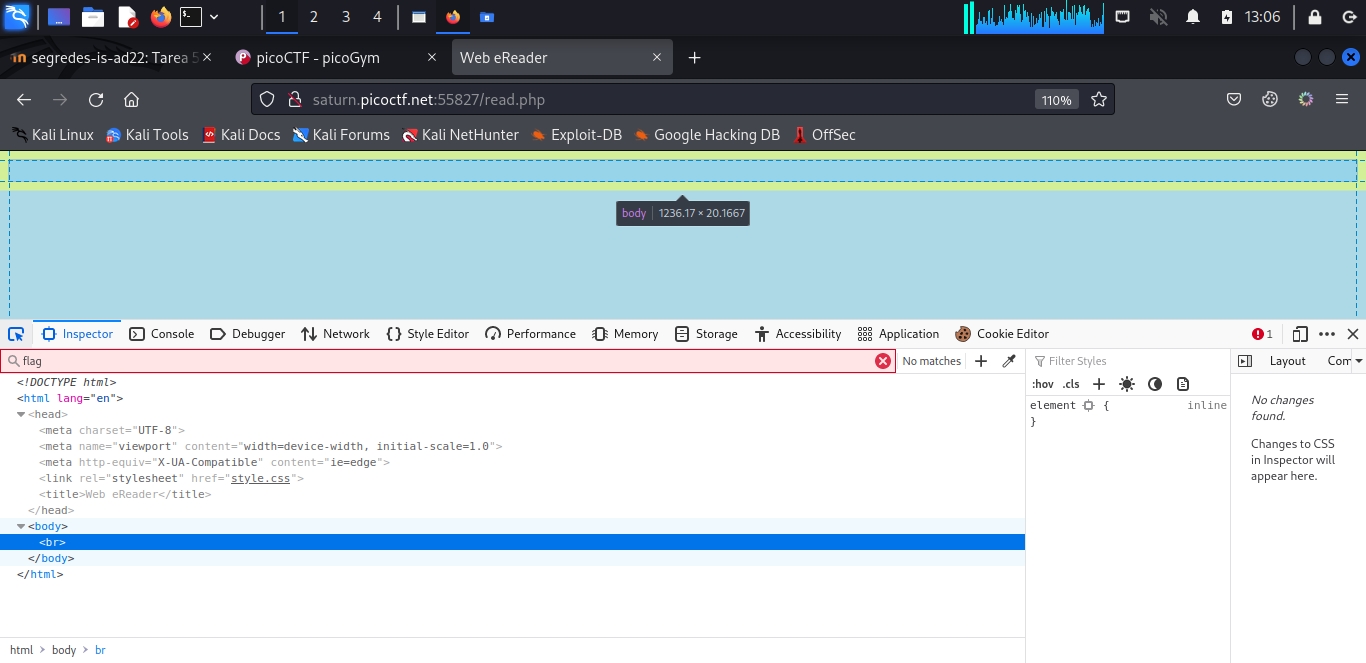 1 2 3 4 13:06
segredes-is-ad22: Tarea 5 picoCTF - picoGym Web eReader
saturn.picoctf.net:55827/read.php 110%
Kali Linux Kali Tools Kali Docs Kali Forums Kali NetHunter Exploit-DB Google Hacking DB OffSec
body 1236.17 × 20.1667
Inspector Console Debugger Network Style Editor Performance Memory Storage Accessibility Application Cookie Editor 1
flag No matches Filter Styles Layout Com
:hov .cls
<!DOCTYPE html>
<html lang="en">
<head>
<meta charset="UTF-8">
<meta name="viewport" content="width=device-width, initial-scale=1.0">
<meta http-equiv="X-UA-Compatible" content="ie=edge">
<link rel="stylesheet" href="style.css">
<title>Web eReader</title>
</head>
<body>
<br>
</body>
</html>
element { inline
}
No changes
found.
Changes to CSS
in Inspector will
appear here.
html > body > br